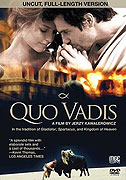 UNCUT, FULL-LENGTH VERSION
QUO VADIS
A FILM BY JERZY KAWALEROWICZ
In the tradition of Gladiator, Spartacus, and Kingdom of Heaven
LOS ANGELES TIMES
DVD